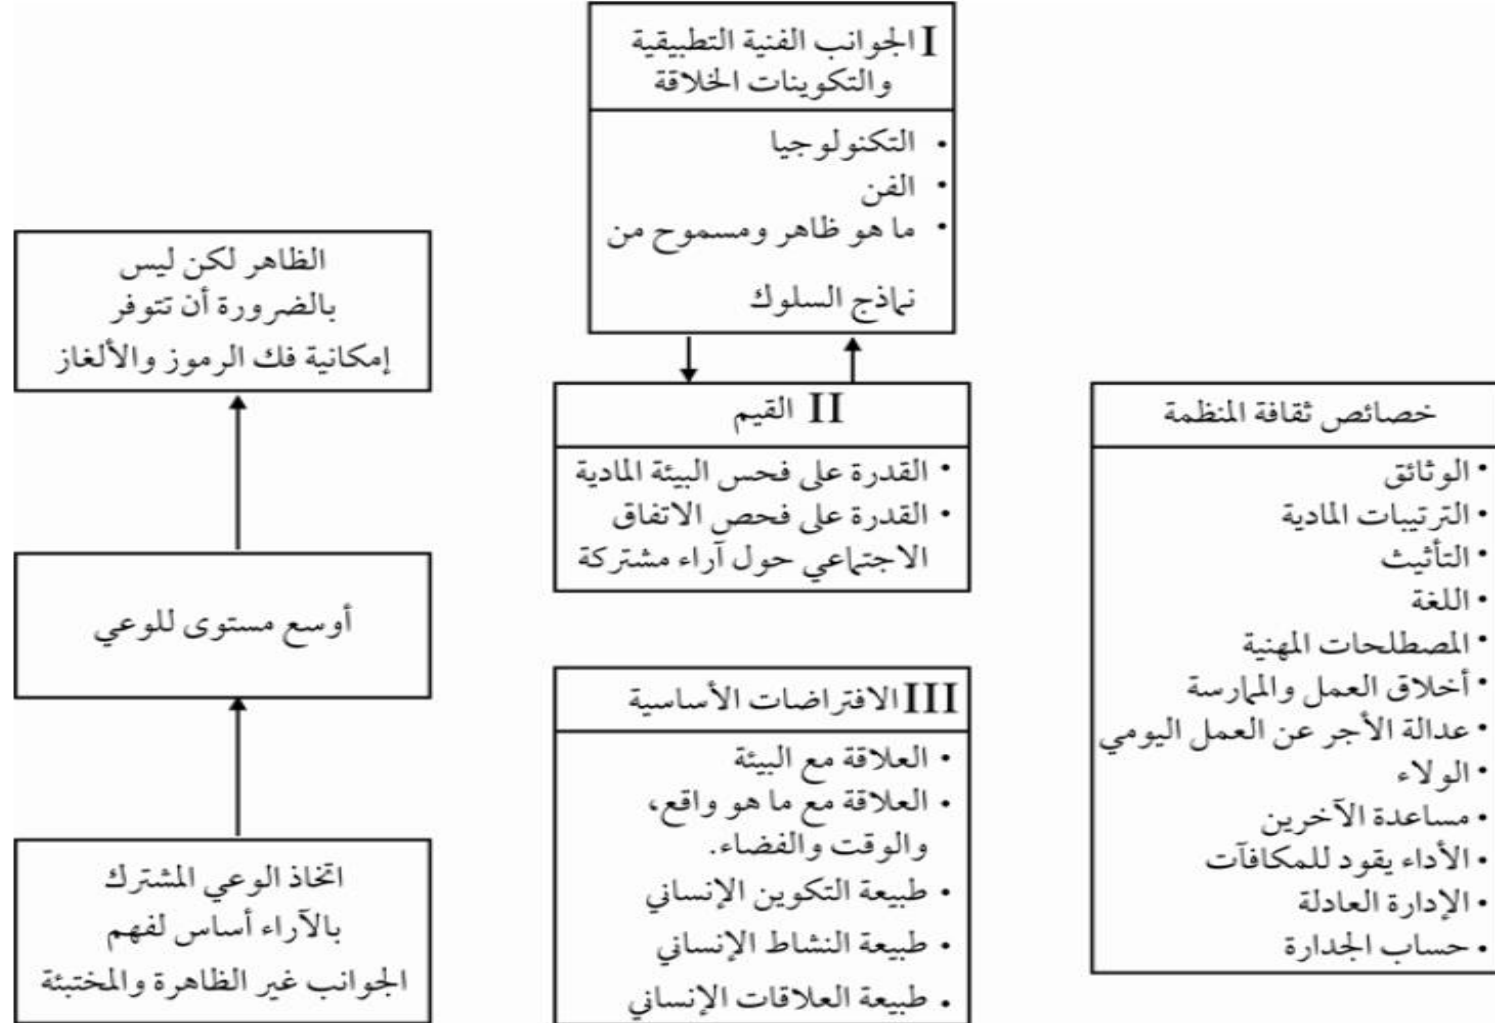 I الجوانب الفنية التطبيقية
والتكوينات الخلاقة
• التكنولوجيا
• الفن
• ما هو ظاهر ومسموح من
نماذج السلوك
II القيم
• القدرة على فحس البيئة المادية
• القدرة على فحص الاتفاق
الاجتماعي حول آراء مشتركة
III الافتراضات الأساسية
• العلاقة مع البيئة
• العلاقة مع ما هو واقع،
والوقت والفضاء.
• طبيعة التكوين الإنساني
• طبيعة النشاط الإنساني
• طبيعة العلاقات الإنساني
خصائص ثقافة المنظمة
• الوثائق
• الترتيبات المادية
• التأثيث
• اللغة
• المصطلحات المهنية
• أخلاق العمل والممارسة
• عدالة الأجر عن العمل اليومي
• الولاء
• مساعدة الآخرين
• الأداء يقود للمكافآت
• الإدارة العادلة
• حساب الجدارة
الظاهر لكن ليس
بالضرورة أن تتوفر
إمكانية فك الرموز والألغاز
أوسع مستوى للوعي
اتخاذ الوعي المشترك
بالآراء أساس لفهم
الجوانب غير الظاهرة والمختبئة